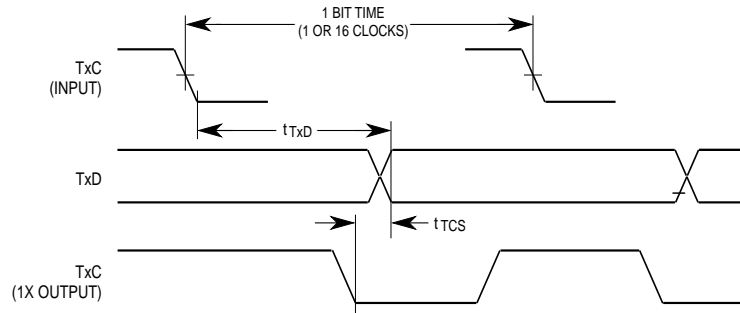 1 BIT TIME
(1 OR 16 CLOCKS)
TxC
(INPUT)
tTxD
TxD
tTCS
TxC
(1X OUTPUT)